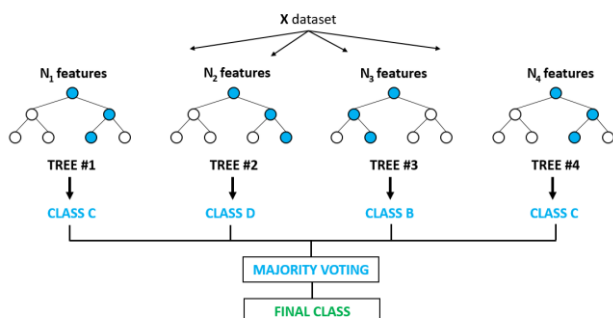 X dataset
N₁ features N₂ features N₃ features N₄ features
TREE #1 TREE #2 TREE #3 TREE #4
CLASS C CLASS D CLASS B CLASS C
MAJORITY VOTING
FINAL CLASS